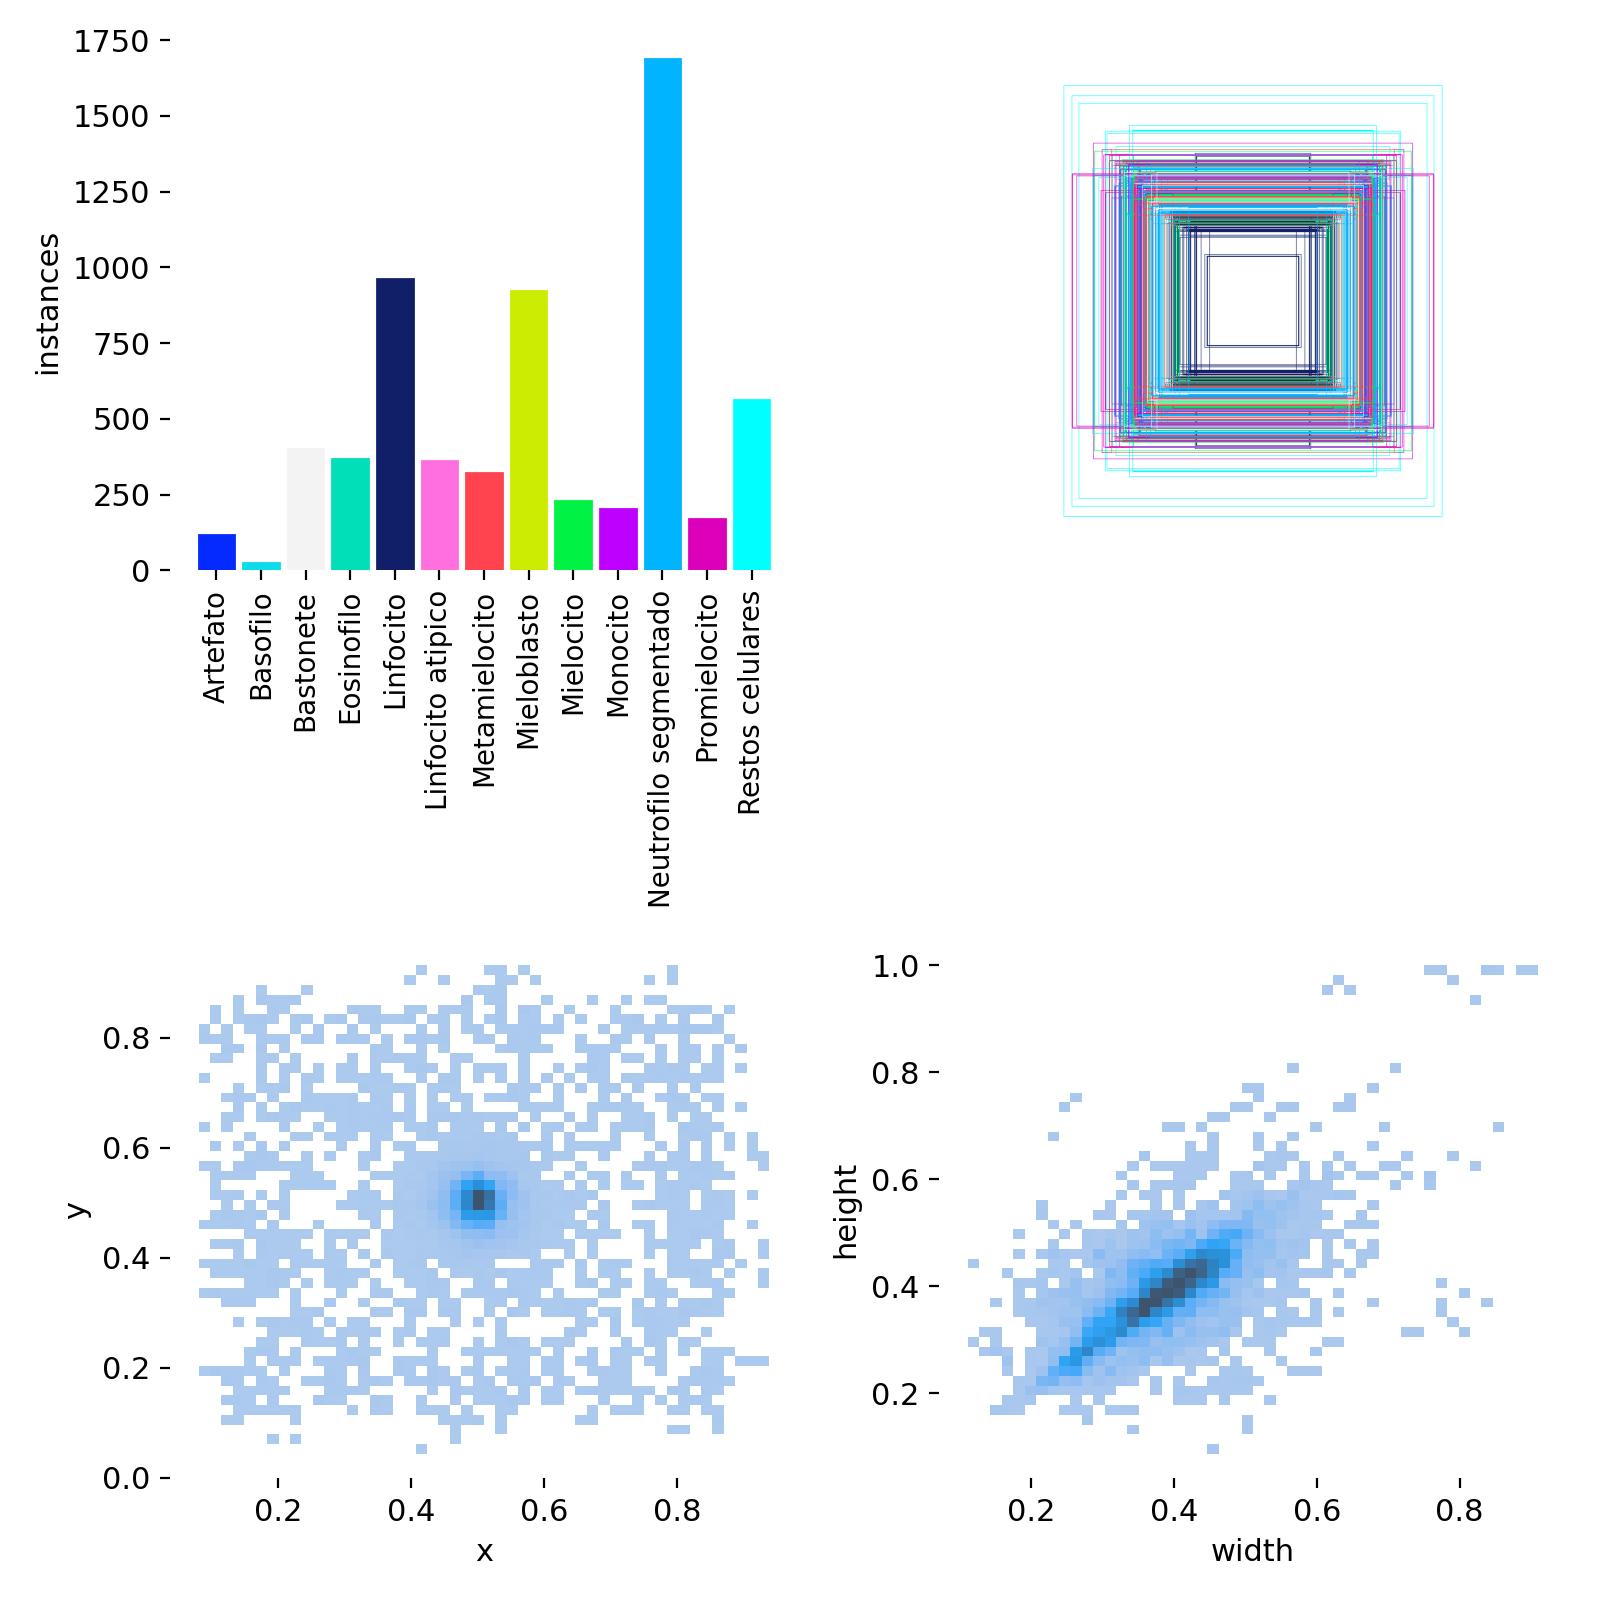 1750
1500
1250
1000
750
500
250
0
instances
Artefato
Basofilo
Bastonete
Eosinofilo
Linfocito
Linfocito atipico
Metamielocito
Mieloblasto
Mielocito
Monocito
Neutrofilo segmentado
Promielocito
Restos celulares
0.8
0.6
0.4
0.2
0.0
y
0.2
0.4
0.6
0.8
x
1.0
0.8
0.6
0.4
0.2
height
0.2
0.4
0.6
0.8
width